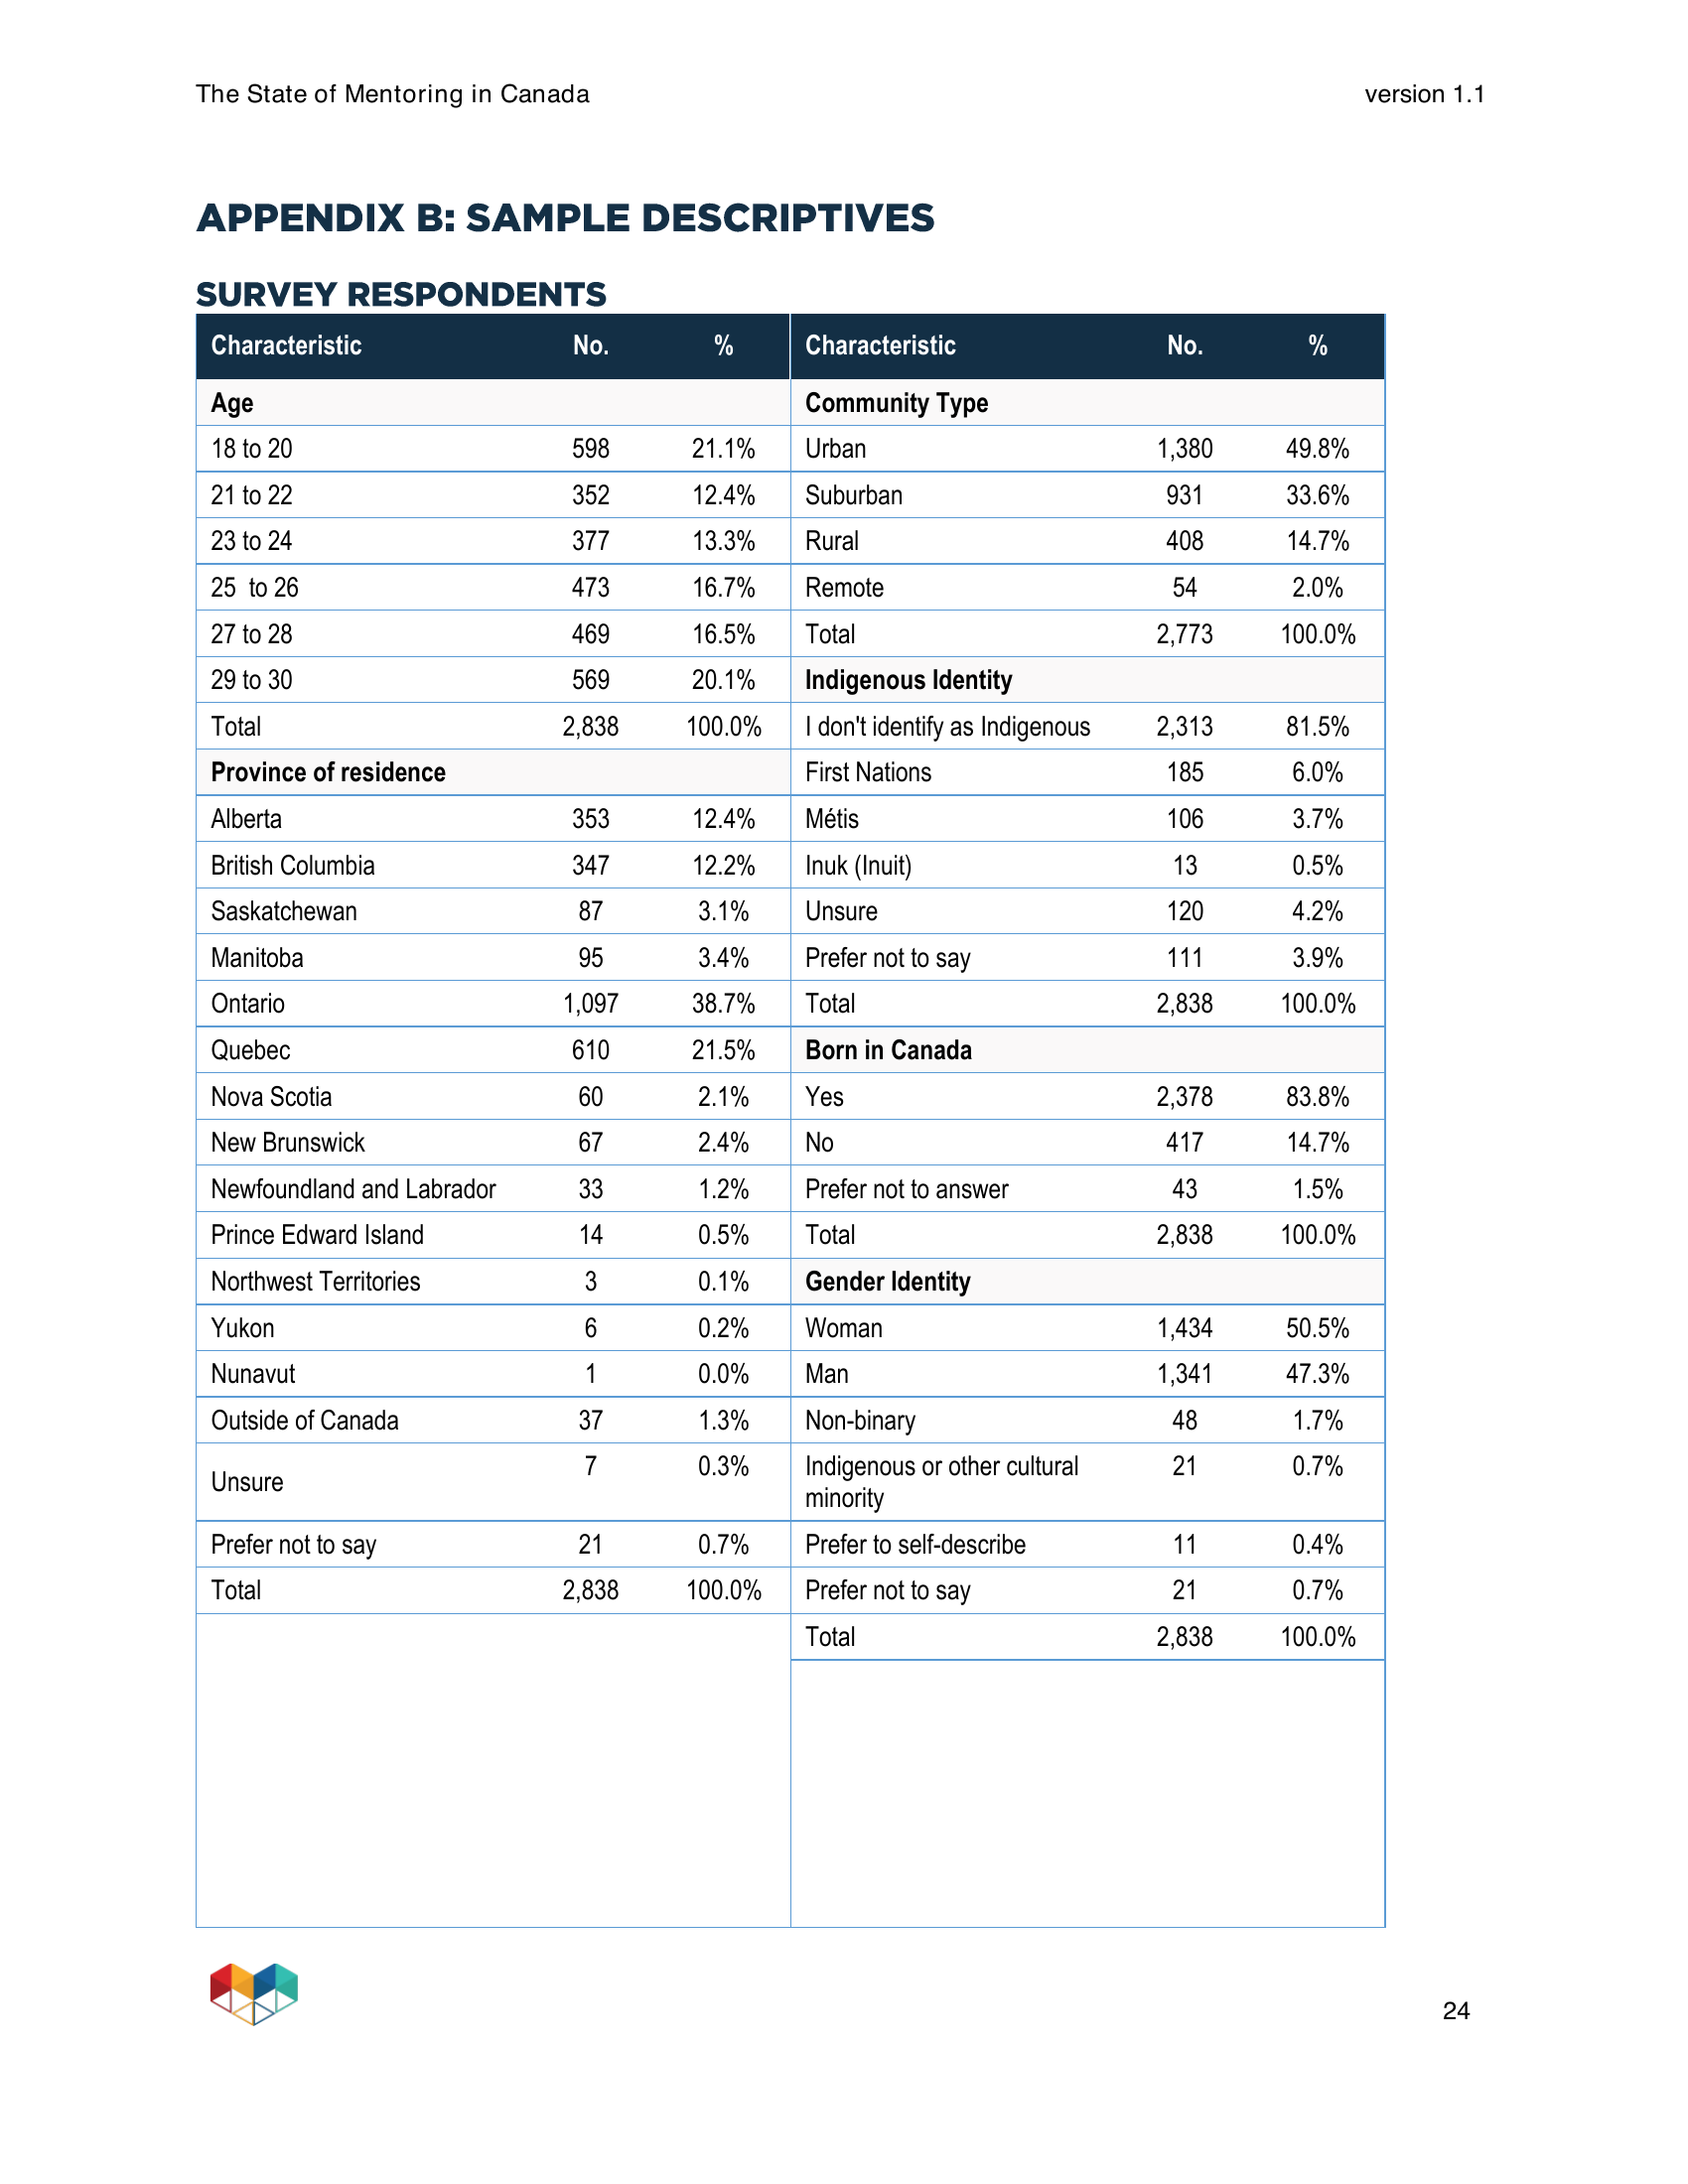 The State of Mentoring in Canada version 1.1
APPENDIX B: SAMPLE DESCRIPTIVES
SURVEY RESPONDENTS
Characteristic No. %
Age
18 to 20 598 21.1%
21 to 22 352 12.4%
23 to 24 377 13.3%
25 to 26 473 16.7%
27 to 28 469 16.5%
29 to 30 569 20.1%
Total 2,838 100.0%
Province of residence
Alberta 353 12.4%
British Columbia 347 12.2%
Saskatchewan 87 3.1%
Manitoba 95 3.4%
Ontario 1,097 38.7%
Quebec 610 21.5%
Nova Scotia 60 2.1%
New Brunswick 67 2.4%
Newfoundland and Labrador 33 1.2%
Prince Edward Island 14 0.5%
Northwest Territories 3 0.1%
Yukon 6 0.2%
Nunavut 1 0.0%
Outside of Canada 37 1.3%
Unsure 7 0.3%
Prefer not to say 21 0.7%
Total 2,838 100.0%
Characteristic No. %
Community Type
Urban 1,380 49.8%
Suburban 931 33.6%
Rural 408 14.7%
Remote 54 2.0%
Total 2,773 100.0%
Indigenous Identity
I don't identify as Indigenous 2,313 81.5%
First Nations 185 6.0%
Métis 106 3.7%
Inuk (Inuit) 13 0.5%
Unsure 120 4.2%
Prefer not to say 111 3.9%
Total 2,838 100.0%
Born in Canada
Yes 2,378 83.8%
No 417 14.7%
Prefer not to answer 43 1.5%
Total 2,838 100.0%
Gender Identity
Woman 1,434 50.5%
Man 1,341 47.3%
Non-binary 48 1.7%
Indigenous or other cultural 21 0.7%
minority
Prefer to self-describe 11 0.4%
Prefer not to say 21 0.7%
Total 2,838 100.0%
24